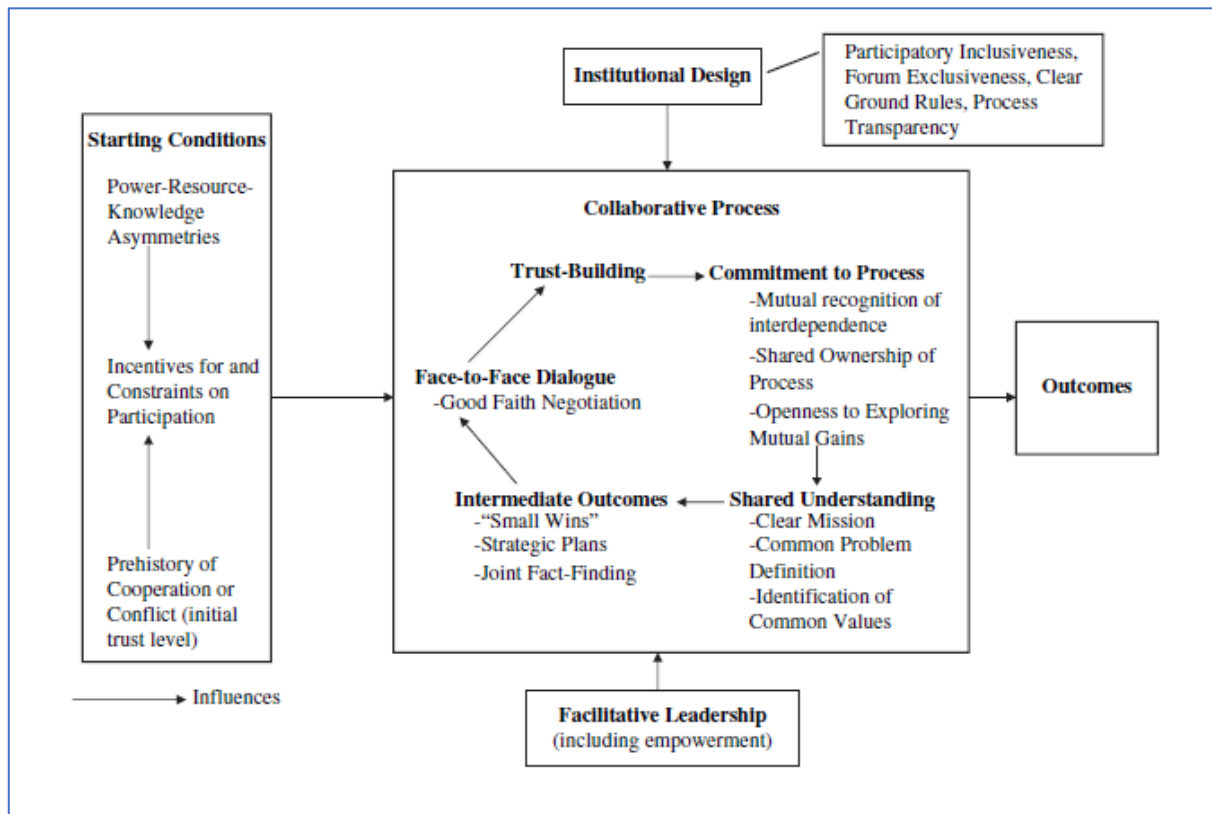 Institutional Design
Participatory Inclusiveness,
Forum Exclusiveness, Clear
Ground Rules, Process
Transparency
Starting Conditions
Power-Resource-
Knowledge
Asymmetries
Incentives for and
Constraints on
Participation
Prehistory of
Cooperation or
Conflict (initial
trust level)
Influences
Collaborative Process
Trust-Building
Commitment to Process
-Mutual recognition of
interdependence
-Shared Ownership of
Process
-Openness to Exploring
Mutual Gains
Face-to-Face Dialogue
-Good Faith Negotiation
Intermediate Outcomes
-“Small Wins”
-Strategic Plans
-Joint Fact-Finding
Shared Understanding
-Clear Mission
-Common Problem
Definition
-Identification of
Common Values
Outcomes
Facilitative Leadership
(including empowerment)